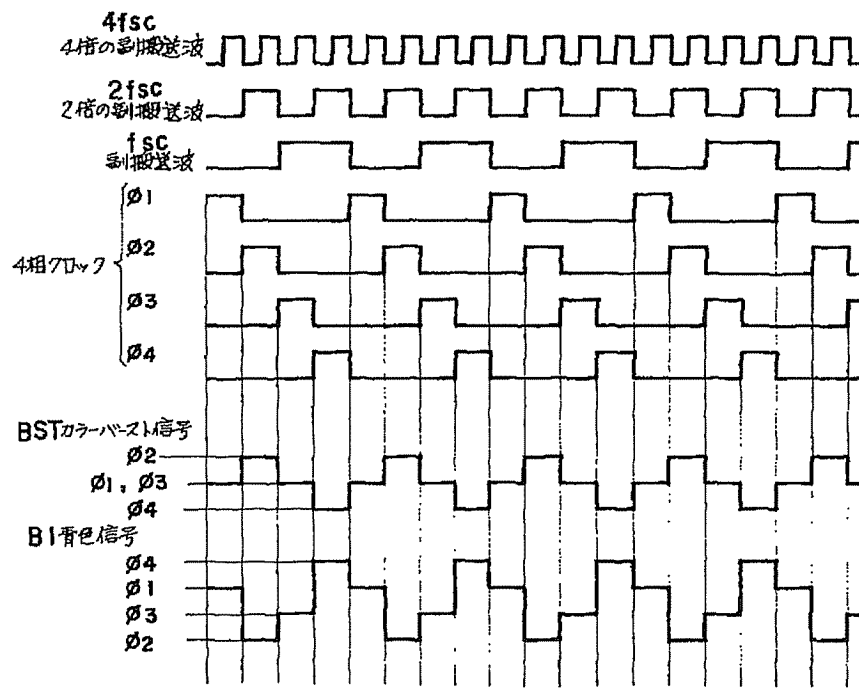 4fsc
4倍の副搬送波
2fsc
2倍の副搬送波
fsc
副搬送波
ø1
ø2
4相クロック
ø3
ø4
BSTカラーバースト信号
ø2
ø1, ø3
ø4
B1青色信号
ø4
ø1
ø3
ø2